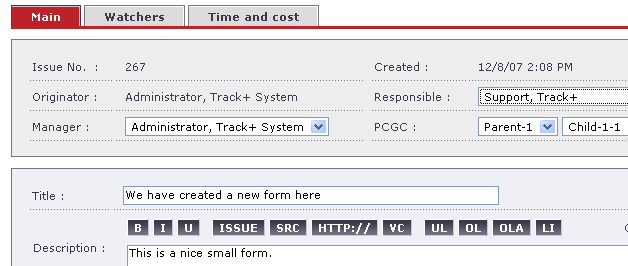 Main Watchers Time and cost
Issue No. : 267 Created : 12/8/07 2:08 PM
Originator : Administrator, Track+ System Responsible : Support, Track+
Manager : Administrator, Track+ System PCGC : Parent-1 Child-1-1
Title : We have created a new form here
B I U ISSUE SRC HTTP:// VC UL OL OLA LI
Description : This is a nice small form.